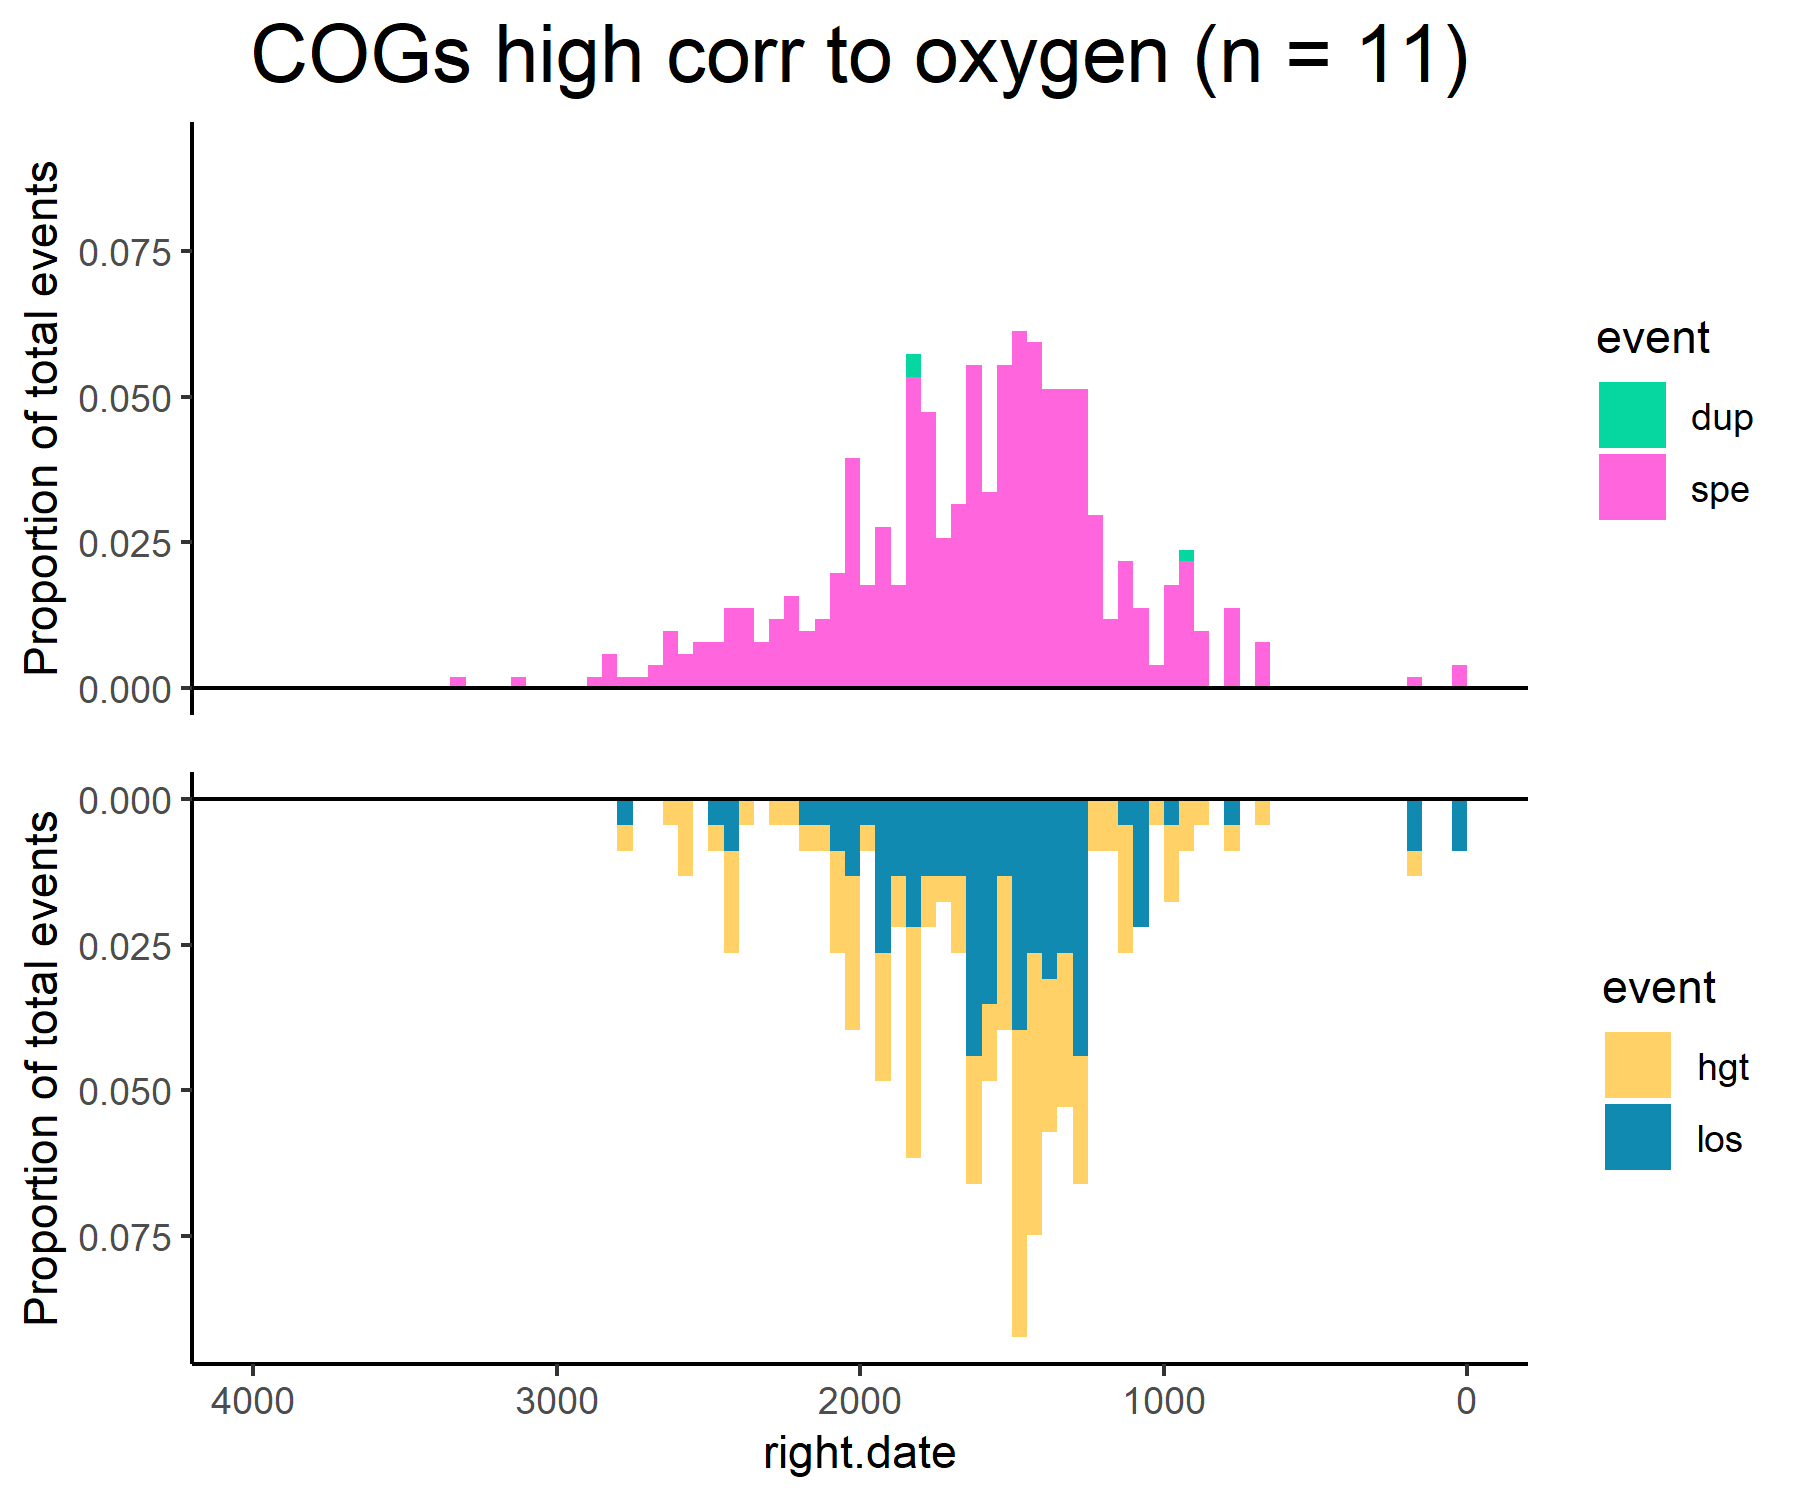 COGs high corr to oxygen (n = 11)
Proportion of total events
0.075
0.050
0.025
0.000
event
dup
spe
Proportion of total events
0.000
0.025
0.050
0.075
event
hgt
los
4000 3000 2000 1000 0
right.date